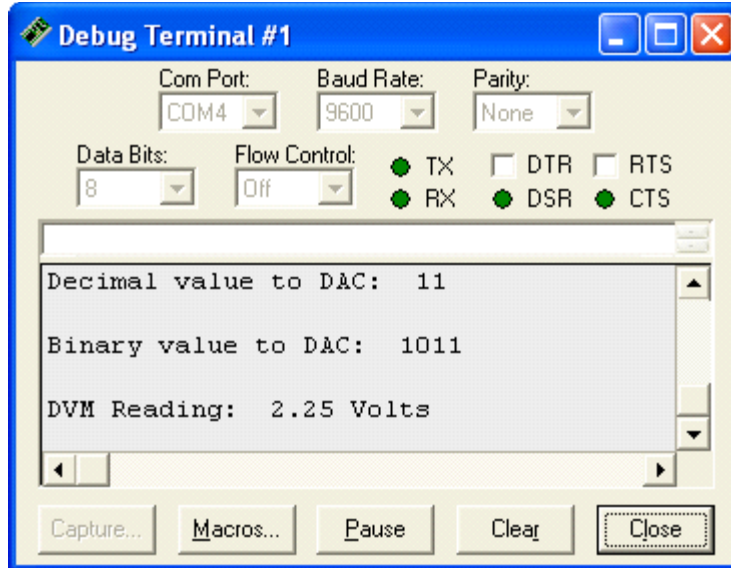 Debug Terminal #1
Com Port: Baud Rate: Parity:
COM4 9600 None
Data Bits: Flow Control: TX DTR RTS
8 Off RX DSR CTS
Decimal value to DAC:  11
Binary value to DAC:  1011
DVM Reading:  2.25 Volts
Capture... Macros... Pause Clear Close